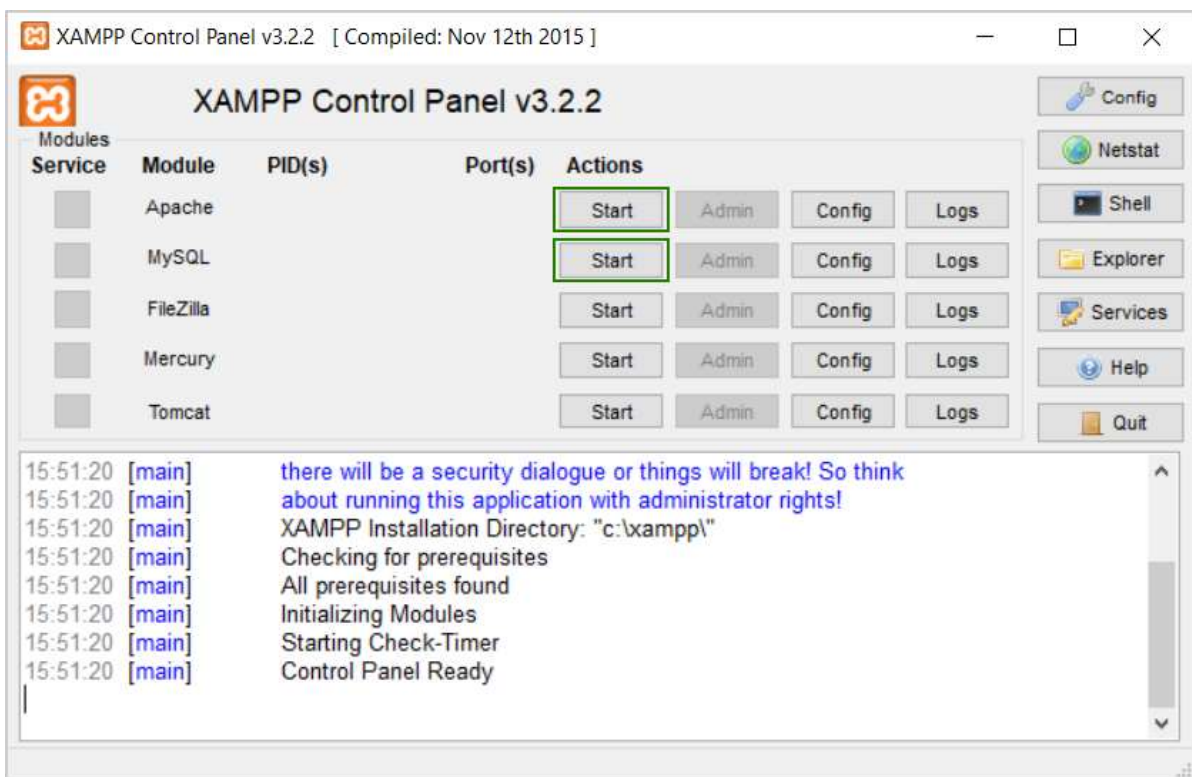 XAMPP Control Panel v3.2.2 [ Compiled: Nov 12th 2015 ]
XAMPP Control Panel v3.2.2
Config
Modules
Service Module PID(s) Port(s) Actions
Netstat
Apache Start Admin Config Logs
Shell
MySQL Start Admin Config Logs
Explorer
FileZilla Start Admin Config Logs
Services
Mercury Start Admin Config Logs
Help
Tomcat Start Admin Config Logs
Quit
15:51:20 [main] there will be a security dialogue or things will break! So think
15:51:20 [main] about running this application with administrator rights!
15:51:20 [main] XAMPP Installation Directory: "c:\xampp\"
15:51:20 [main] Checking for prerequisites
15:51:20 [main] All prerequisites found
15:51:20 [main] Initializing Modules
15:51:20 [main] Starting Check-Timer
15:51:20 [main] Control Panel Ready